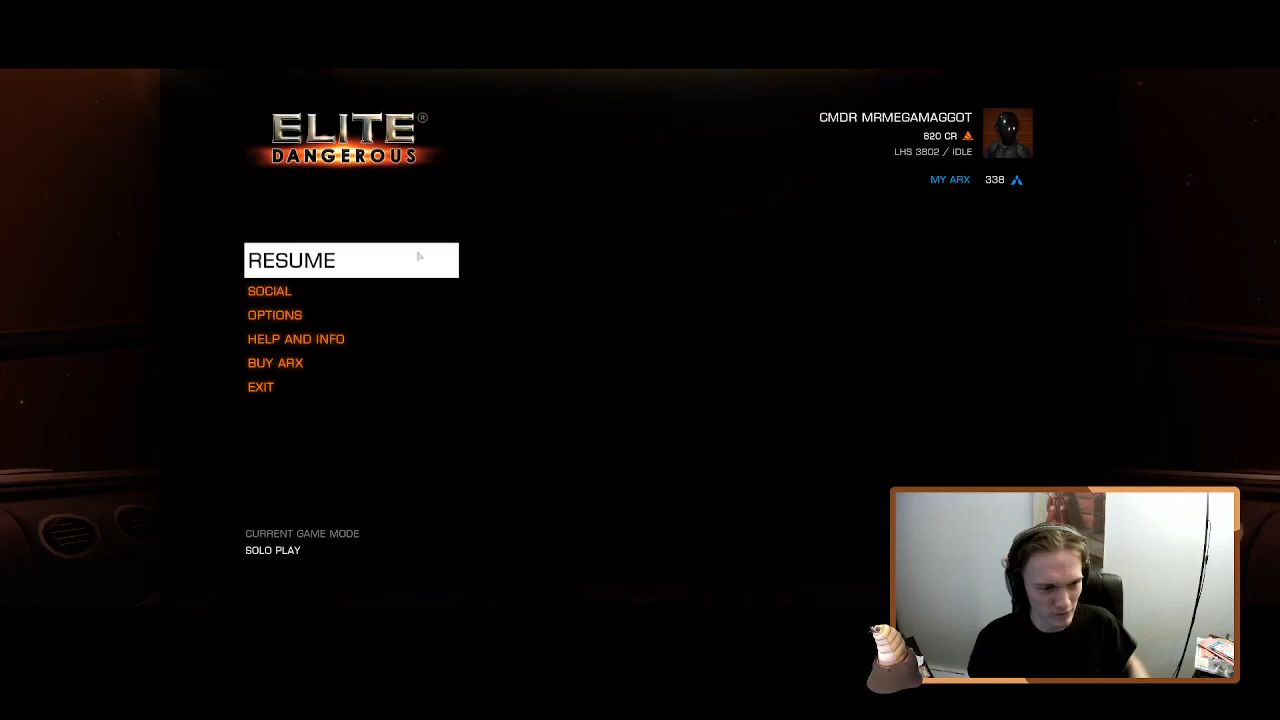 ELITE®
DANGEROUS
CMDR MRMEGAMAGGOT
820 CR
LHS 3802 / IDLE
MY ARX 338
RESUME
SOCIAL
OPTIONS
HELP AND INFO
BUY ARX
EXIT
CURRENT GAME MODE
SOLO PLAY